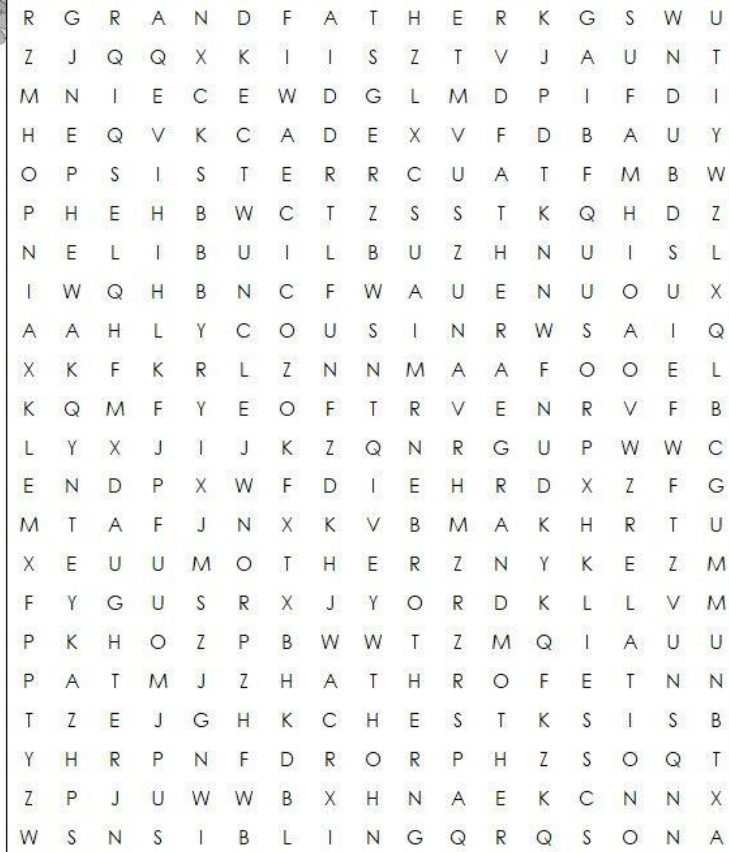 R G R A N D F A T H E R K G S W U
Z J Q Q X K I I S Z T V J A U N T
M N I E C E W D G L M D P I F D I
H E Q V K C A D E X V F D B A U Y
O P S I S T E R R C U A T F M B W
P H E H B W C T Z S S T K Q H D Z
N E L I B U I L B U Z H N U I S L
I W Q H B N C F W A U E N U O U X
A A H L Y C O U S I N R W S A I Q
X K F K R L Z N N M A A F O O E L
K Q M F Y E O F T R V E N R V F B
L Y X J I J K Z Q N R G U P W W C
E N D P X W F D I E H R D X Z F G
M T A F J N X K V B M A K H R T U
X E U U M O T H E R Z N Y K E Z M
F Y G U S R X J Y O R D K L L V M
P K H O Z P B W W T Z M Q I A U U
P A T M J Z H A T H R O F E T N N
T Z E J G H K C H E S T K S I S B
Y H R P N F D R O R P H Z S O Q T
Z P J U W W B X H N A E K C N N X
W S N S I B L I N G Q R Q S O N A